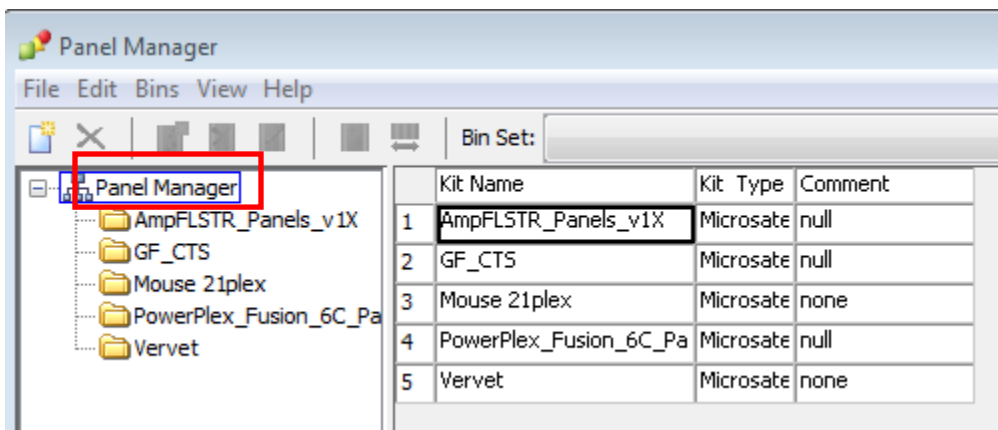 Panel Manager
File Edit Bins View Help
Bin Set:
Panel Manager
AmpFLSTR_Panels_v1X
GF_CTS
Mouse 21plex
PowerPlex_Fusion_6C_Pa
Vervet
Kit Name Kit Type Comment
1 AmpFLSTR_Panels_v1X Microsate null
2 GF_CTS Microsate null
3 Mouse 21plex Microsate none
4 PowerPlex_Fusion_6C_Pa Microsate null
5 Vervet Microsate none